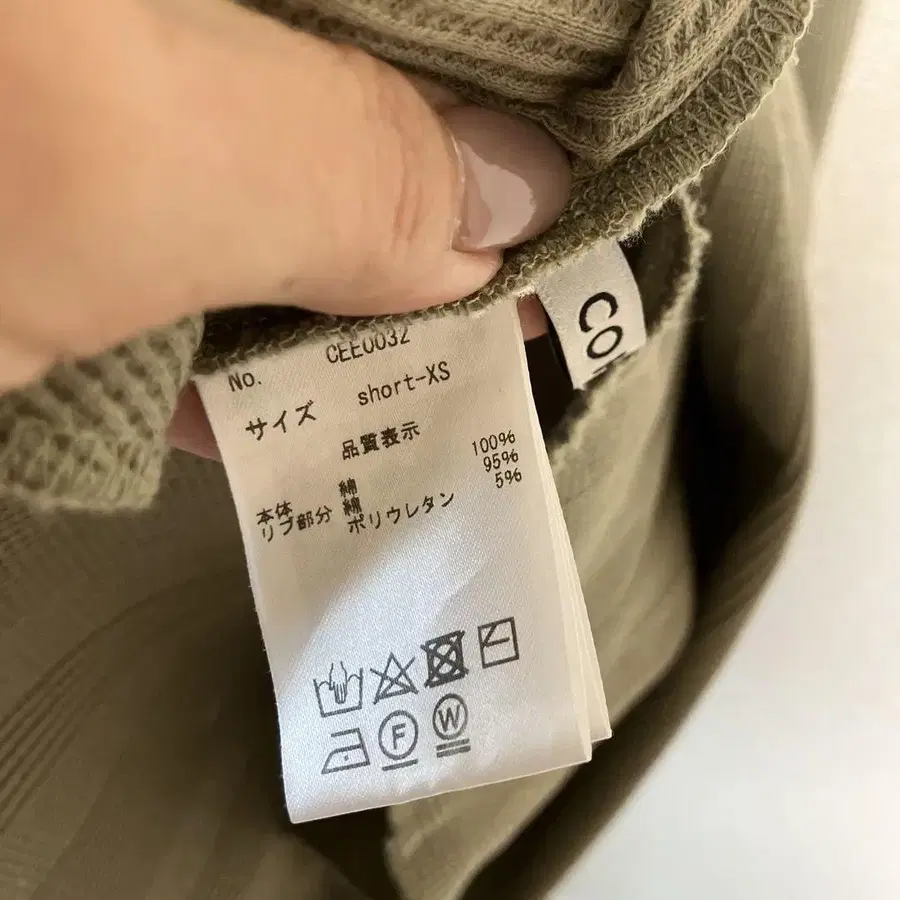 No. CEE0032
サイズ short-XS
品質表示
本体 綿 100%
リブ部分 綿 95%
ポリウレタン 5%
F
W